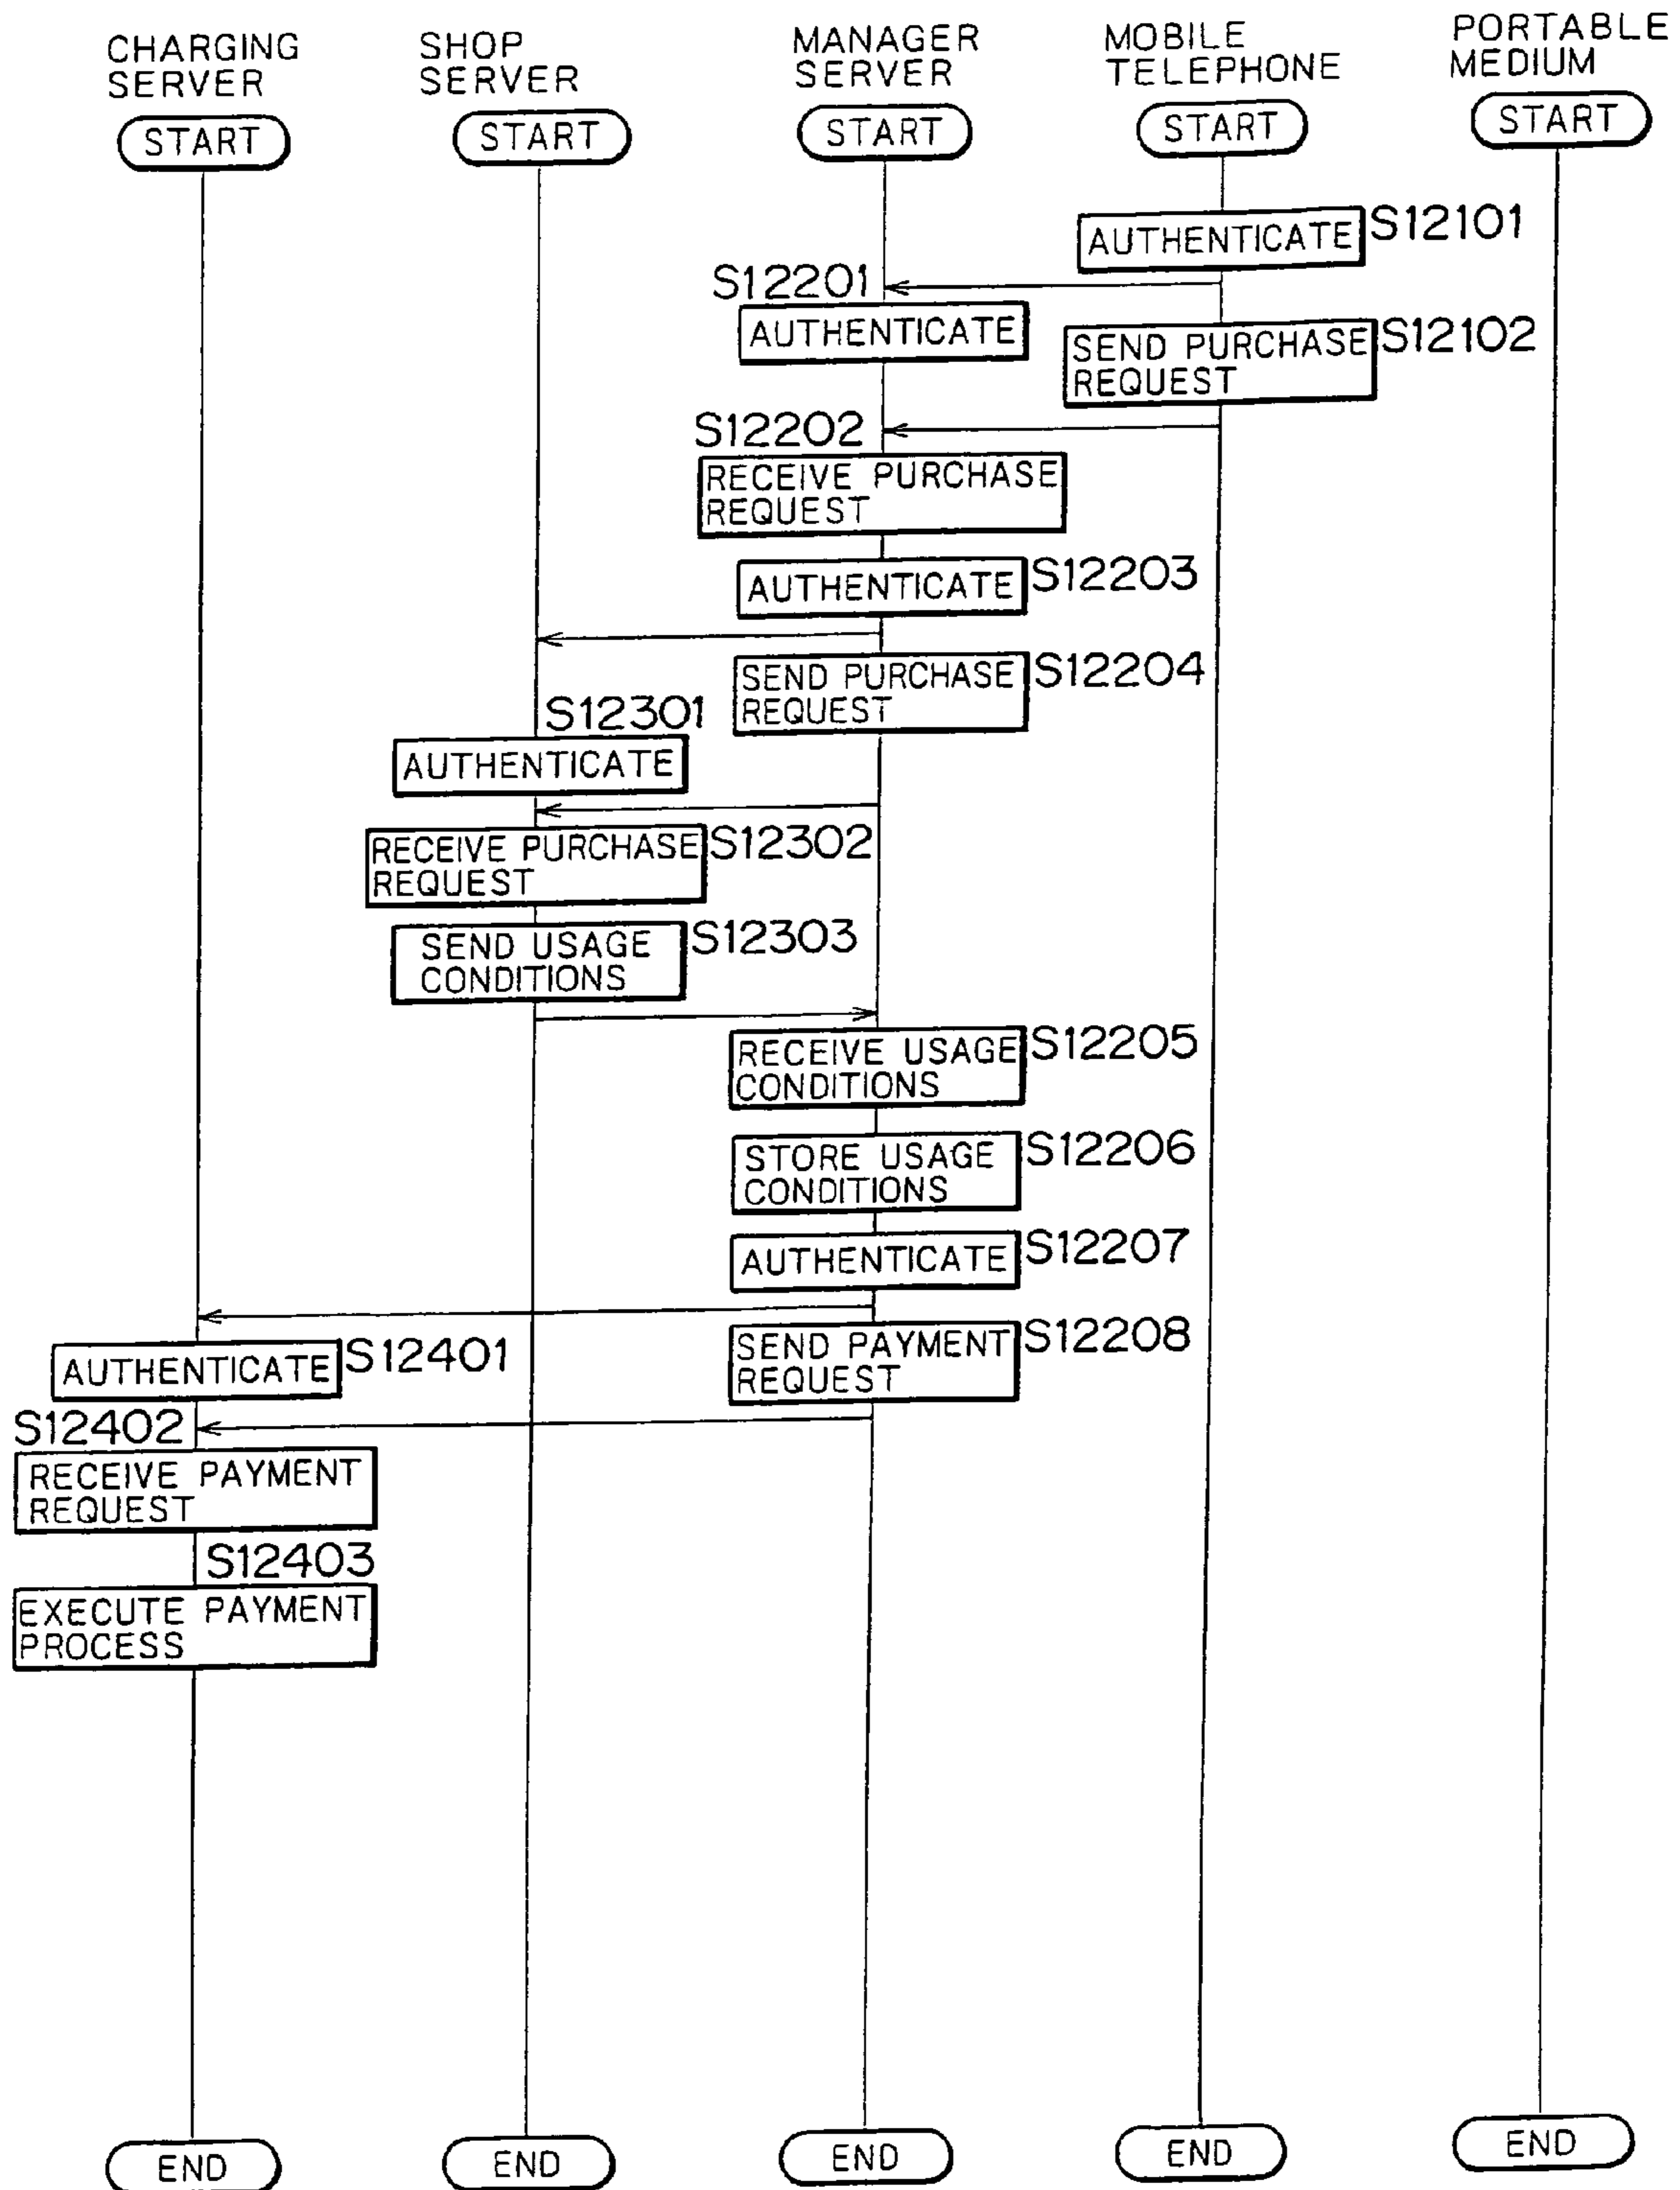 CHARGING
SERVER
SHOP
SERVER
MANAGER
SERVER
MOBILE
TELEPHONE
PORTABLE
MEDIUM
START
START
START
START
START
AUTHENTICATE
S12101
S12201
AUTHENTICATE
SEND PURCHASE
REQUEST
S12102
S12202
RECEIVE PURCHASE
REQUEST
AUTHENTICATE
S12203
SEND PURCHASE
REQUEST
S12204
S12301
AUTHENTICATE
RECEIVE PURCHASE
REQUEST
S12302
SEND USAGE
CONDITIONS
S12303
RECEIVE USAGE
CONDITIONS
S12205
STORE USAGE
CONDITIONS
S12206
AUTHENTICATE
S12207
AUTHENTICATE
S12401
SEND PAYMENT
REQUEST
S12208
S12402
RECEIVE PAYMENT
REQUEST
S12403
EXECUTE PAYMENT
PROCESS
END
END
END
END
END